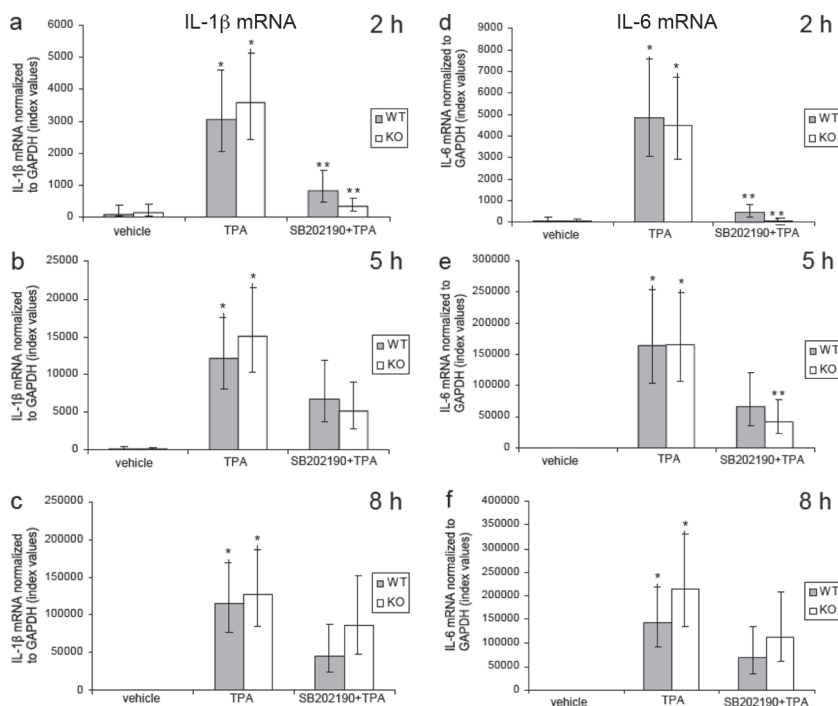 IL-1β mRNA
a
2 h
IL-1β mRNA normalized
to GAPDH (index values)
6000
5000
4000
3000
2000
1000
0
*
*
**
**
WT
KO
vehicle
TPA
SB202190+TPA
b
5 h
IL-1β mRNA normalized
to GAPDH (index values)
25000
20000
15000
10000
5000
0
*
*
WT
KO
vehicle
TPA
SB202190+TPA
c
8 h
IL-1β mRNA normalized
to GAPDH (index values)
250000
200000
150000
100000
50000
0
*
*
WT
KO
vehicle
TPA
SB202190+TPA
IL-6 mRNA
d
2 h
IL-6 mRNA normalized to
GAPDH (index values)
9000
8000
7000
6000
5000
4000
3000
2000
1000
0
*
*
**
**
WT
KO
vehicle
TPA
SB202190+TPA
e
5 h
IL-6 mRNA normalized to
GAPDH (index values)
300000
250000
200000
150000
100000
50000
0
*
*
**
WT
KO
vehicle
TPA
SB202190+TPA
f
8 h
IL-6 mRNA normalized to
GAPDH (index values)
400000
350000
300000
250000
200000
150000
100000
50000
0
*
*
WT
KO
vehicle
TPA
SB202190+TPA